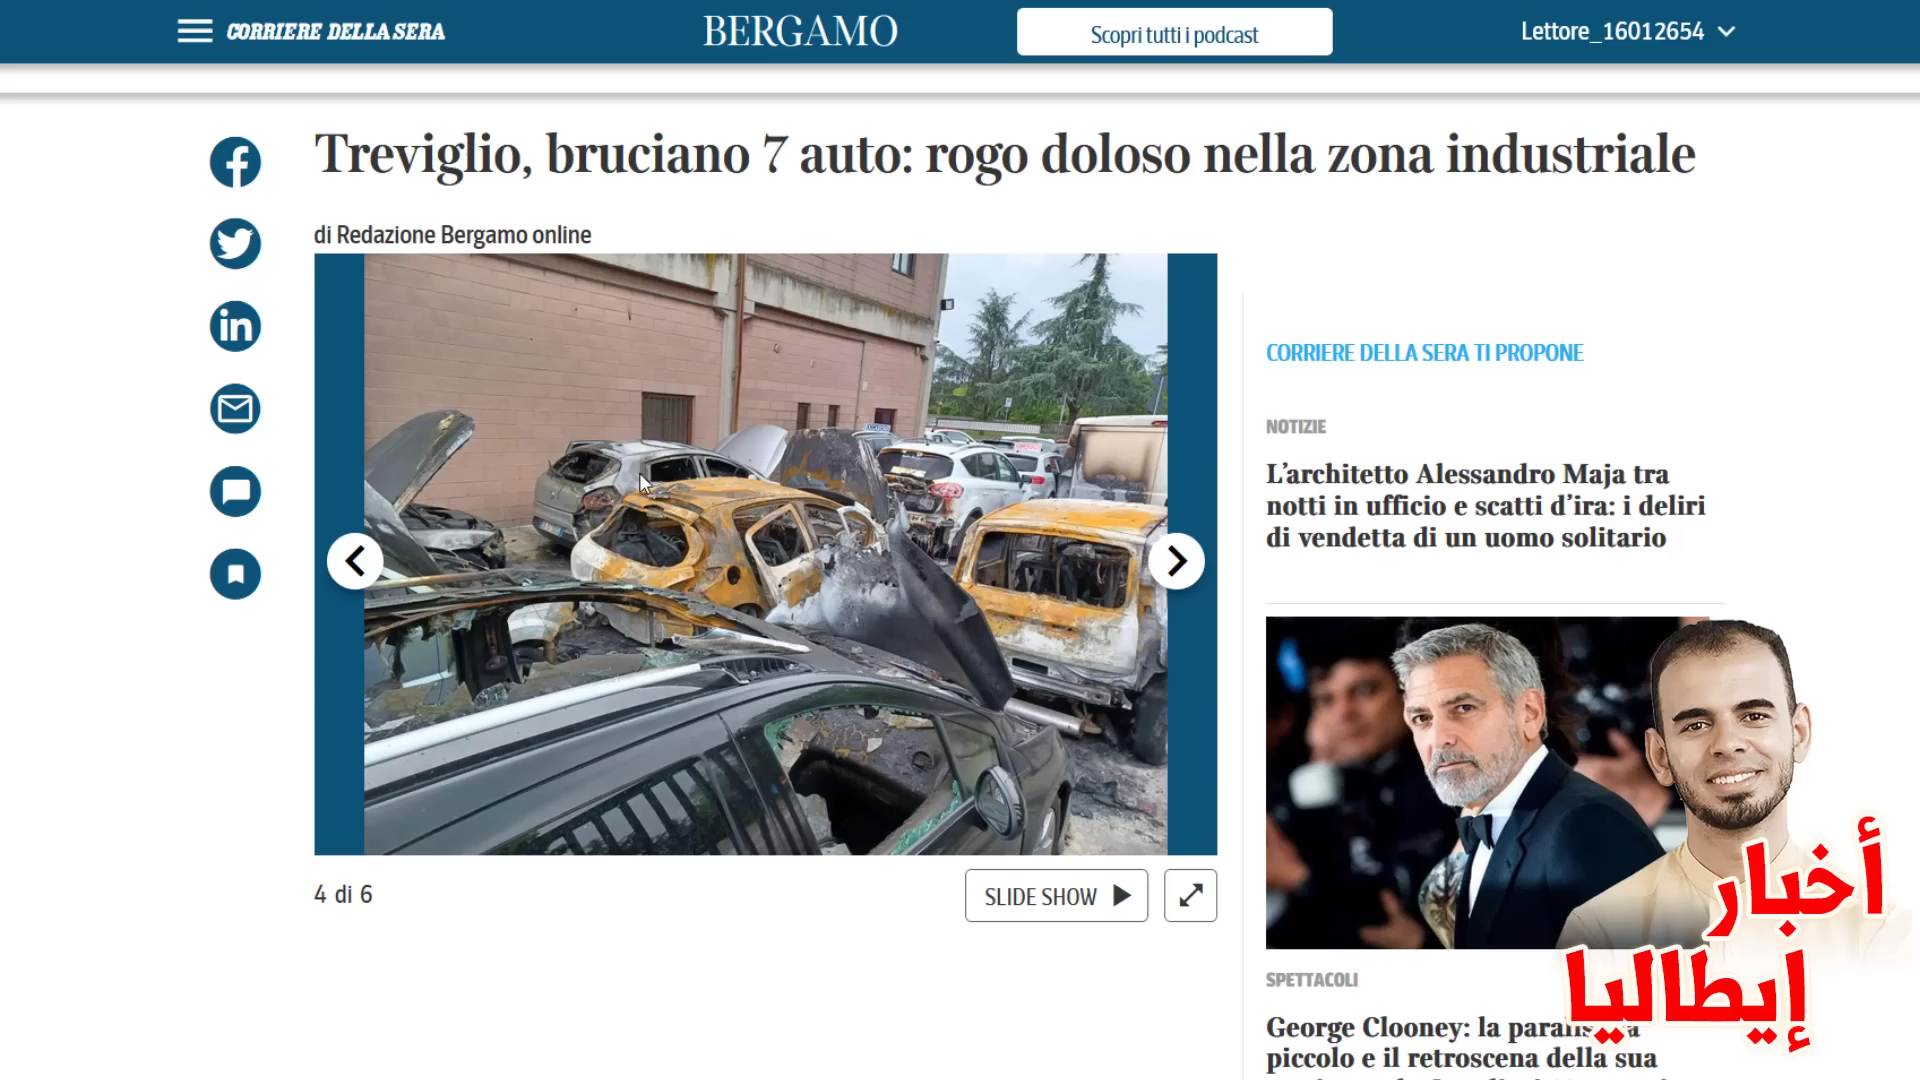 CORRIERE DELLA SERA
BERGAMO
Scopri tutti i podcast
Lettore_16012654
Treviglio, bruciano 7 auto: rogo doloso nella zona industriale
di Redazione Bergamo online
4 di 6
SLIDE SHOW
CORRIERE DELLA SERA TI PROPONE
NOTIZIE
L'architetto Alessandro Maja tra
notti in ufficio e scatti d'ira: i deliri
di vendetta di un uomo solitario
SPETTACOLI
George Clooney: la
piccolo e il retroscena della sua
أخبار
إيطاليا